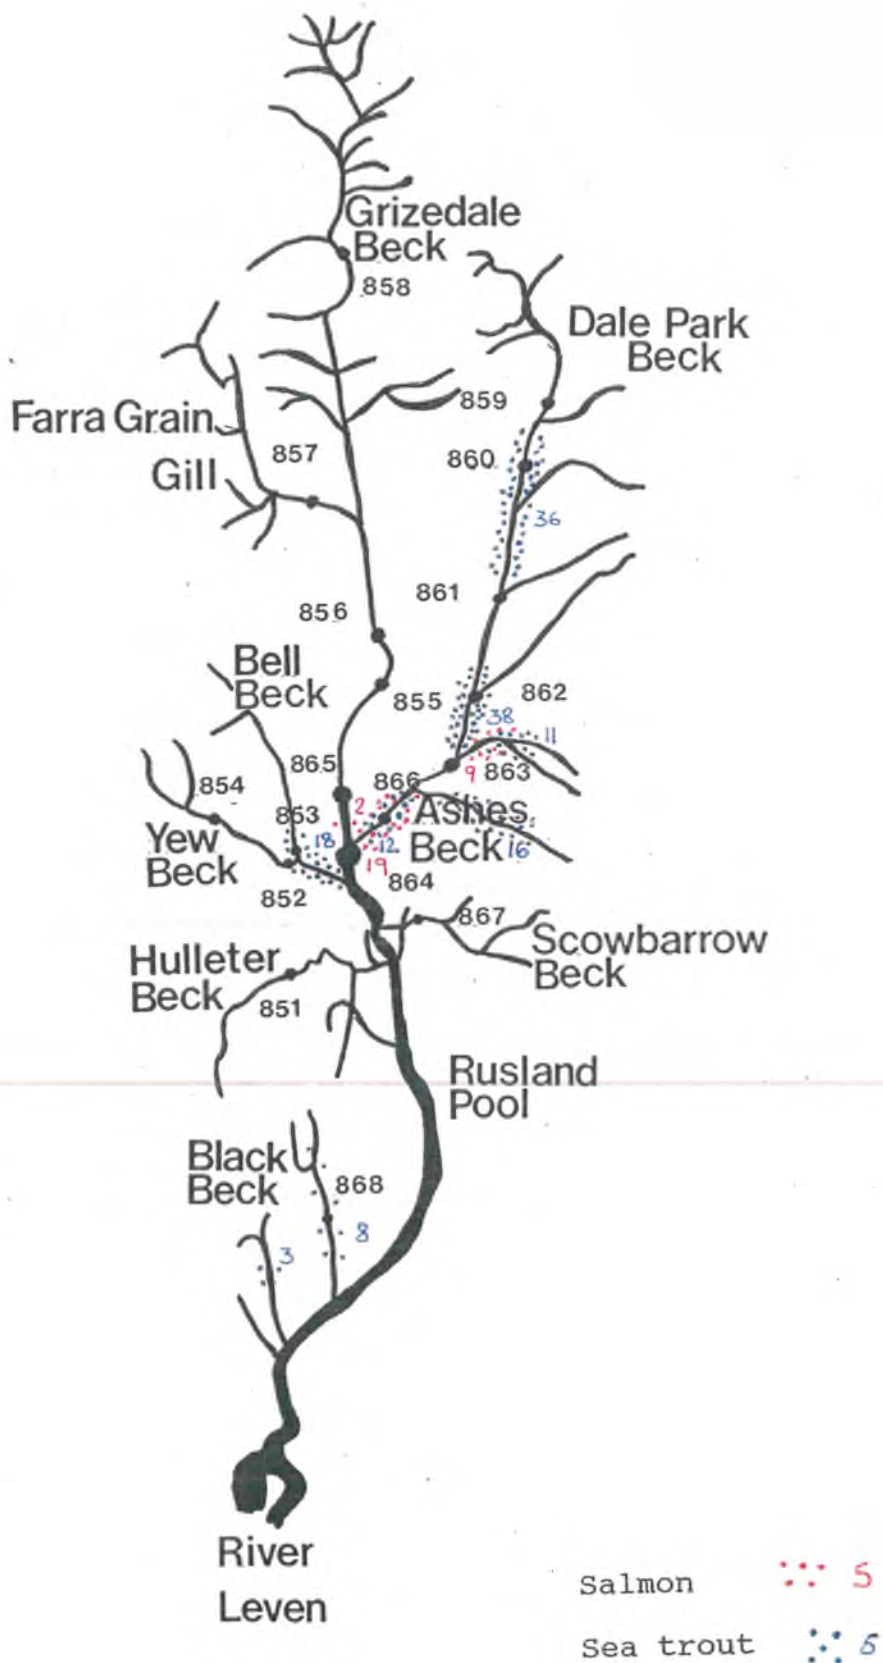 Grizedale
Beck
858
Dale Park
Beck
859
Farra Grain
Gill
857
860
36
861
856
Bell
Beck
855
862
38
11
865
9
863
866
854
853
2
Ashes
Beck
18
12
16
Yew
Beck
19
864
852
867
Scowbarrow
Beck
Hulleter
Beck
851
Rusland
Pool
Black
Beck
868
8
3
River
Leven
Salmon 5
Sea trout 5